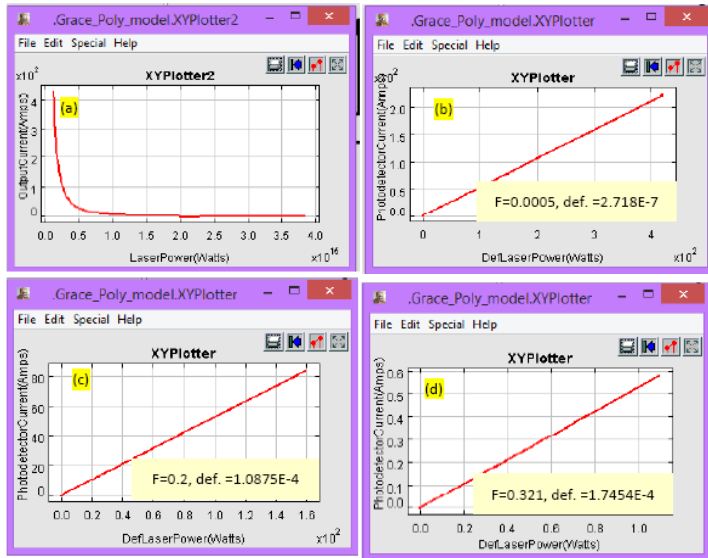 .Grace_Poly_model.XYPlotter2
File Edit Special Help
XYPlotter2
x10^2
(a)
OutputCurrent(Amps)
4
3
2
1
0
0.0 0.5 1.0 1.5 2.0 2.5 3.0 3.5 4.0
LaserPower(Watts) x10^16
.Grace_Poly_model.XYPlotter
File Edit Special Help
XYPlotter
x10^2
(b)
PhotodetectorCurrent(Amps)
2.0
1.5
1.0
0.5
0.0
F=0.0005, def. =2.718E-7
0 1 2 3 4
DefLaserPower(Watts) x10^2
.Grace_Poly_model.XYPlotter
File Edit Special Help
XYPlotter
(c)
PhotodetectorCurrent(Amps)
80
60
40
20
0
F=0.2, def. =1.0875E-4
0.0 0.2 0.4 0.6 0.8 1.0 1.2 1.4 1.6
DefLaserPower(Watts) x10^2
.Grace_Poly_model.XYPlotter
File Edit Special Help
XYPlotter
(d)
PhotodetectorCurrent(Amps)
0.6
0.5
0.4
0.3
0.2
0.1
0.0
F=0.321, def. =1.7454E-4
0.0 0.2 0.4 0.6 0.8 1.0
DefLaserPower(Watts)